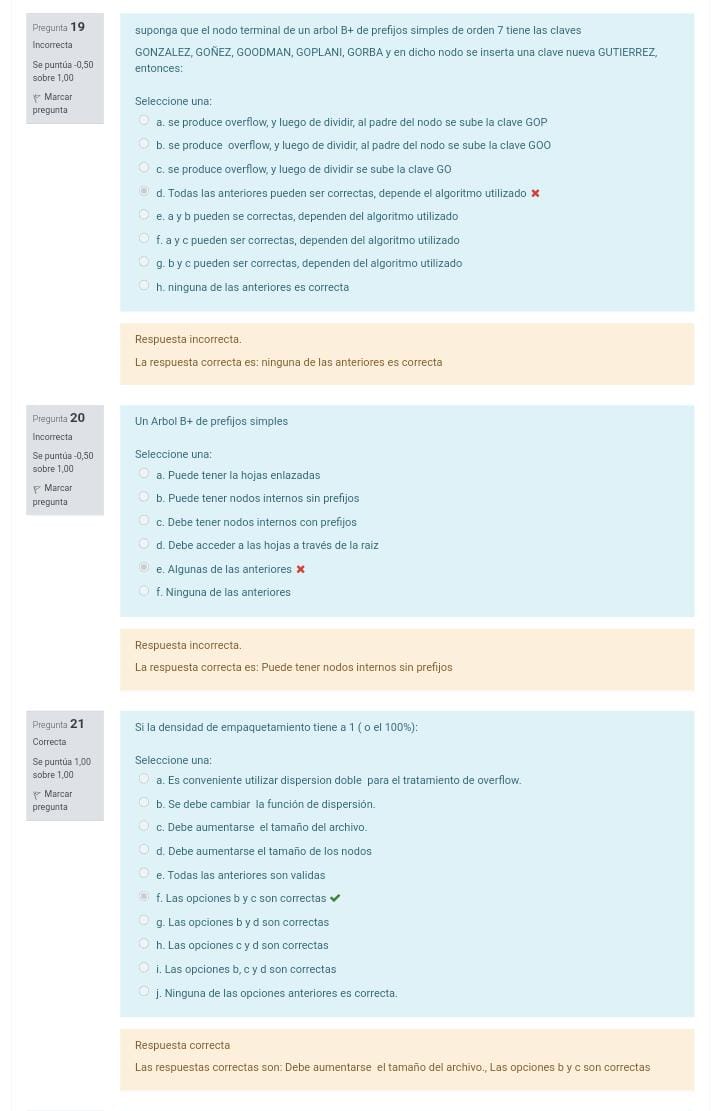 Pregunta 19
Incorrecta
Se puntúa -0,50
sobre 1,00
Marcar
pregunta
suponga que el nodo terminal de un arbol B+ de prefijos simples de orden 7 tiene las claves
GONZALEZ, GOÑEZ, GOODMAN, GOPLANI, GORBA y en dicho nodo se inserta una clave nueva GUTIERREZ,
entonces:
Seleccione una:
a. se produce overflow, y luego de dividir, al padre del nodo se sube la clave GOP
b. se produce  overflow, y luego de dividir, al padre del nodo se sube la clave GOO
c. se produce overflow, y luego de dividir se sube la clave GO
d. Todas las anteriores pueden ser correctas, depende el algoritmo utilizado
e. a y b pueden se correctas, dependen del algoritmo utilizado
f. a y c pueden ser correctas, dependen del algoritmo utilizado
g. b y c pueden ser correctas, dependen del algoritmo utilizado
h. ninguna de las anteriores es correcta
Respuesta incorrecta.
La respuesta correcta es: ninguna de las anteriores es correcta
Pregunta 20
Incorrecta
Se puntúa -0,50
sobre 1,00
Marcar
pregunta
Un Arbol B+ de prefijos simples
Seleccione una:
a. Puede tener la hojas enlazadas
b. Puede tener nodos internos sin prefijos
c. Debe tener nodos internos con prefijos
d. Debe acceder a las hojas a través de la raiz
e. Algunas de las anteriores
f. Ninguna de las anteriores
Respuesta incorrecta.
La respuesta correcta es: Puede tener nodos internos sin prefijos
Pregunta 21
Correcta
Se puntúa 1,00
sobre 1,00
Marcar
pregunta
Si la densidad de empaquetamiento tiene a 1 ( o el 100%):
Seleccione una:
a. Es conveniente utilizar dispersion doble  para el tratamiento de overflow.
b. Se debe cambiar  la función de dispersión.
c. Debe aumentarse  el tamaño del archivo.
d. Debe aumentarse el tamaño de los nodos
e. Todas las anteriores son validas
f. Las opciones b y c son correctas
g. Las opciones b y d son correctas
h. Las opciones c y d son correctas
i. Las opciones b, c y d son correctas
j. Ninguna de las opciones anteriores es correcta.
Respuesta correcta
Las respuestas correctas son: Debe aumentarse  el tamaño del archivo., Las opciones b y c son correctas